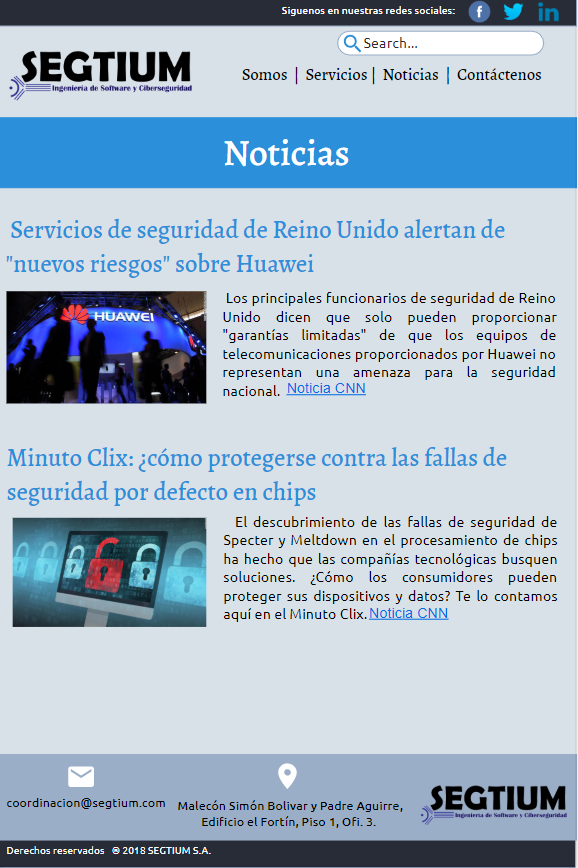 Siguenos en nuestras redes sociales:
SEGTIUM
Ingeniería de Software y Ciberseguridad
Search...
Somos | Servicios | Noticias | Contáctenos
Noticias
Servicios de seguridad de Reino Unido alertan de
"nuevos riesgos" sobre Huawei
HUAWEI
Los principales funcionarios de seguridad de Reino
Unido dicen que solo pueden proporcionar
"garantías limitadas" de que los equipos de
telecomunicaciones proporcionados por Huawei no
representan una amenaza para la seguridad
nacional. Noticia CNN
Minuto Clix: ¿cómo protegerse contra las fallas de
seguridad por defecto en chips
El descubrimiento de las fallas de seguridad de
Specter y Meltdown en el procesamiento de chips
ha hecho que las compañías tecnológicas busquen
soluciones. ¿Cómo los consumidores pueden
proteger sus dispositivos y datos? Te lo contamos
aquí en el Minuto Clix. Noticia CNN
coordinacion@segtium.com
Malecón Simón Bolivar y Padre Aguirre,
Edificio el Fortín, Piso 1, Ofi. 3.
SEGTIUM
Ingeniería de Software y Ciberseguridad
Derechos reservados ® 2018 SEGTIUM S.A.